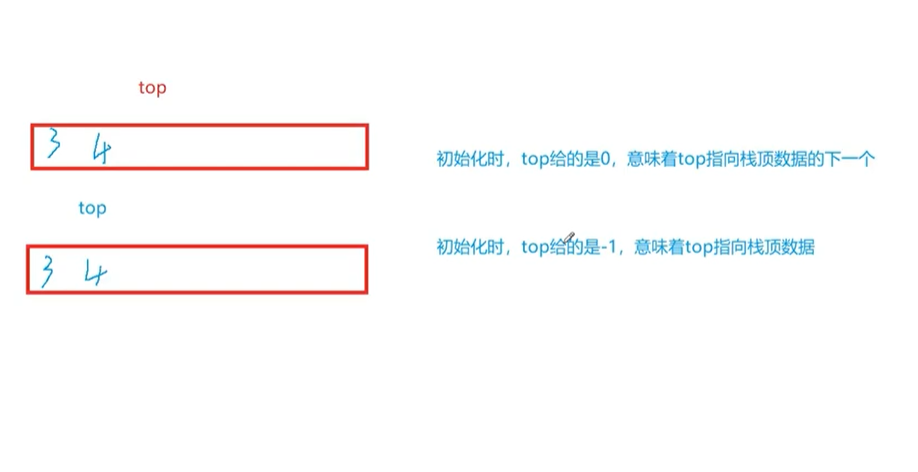 top
3 4
初始化时，top给的是0，意味着top指向栈顶数据的下一个
top
初始化时，top给的是-1，意味着top指向栈顶数据
3 4